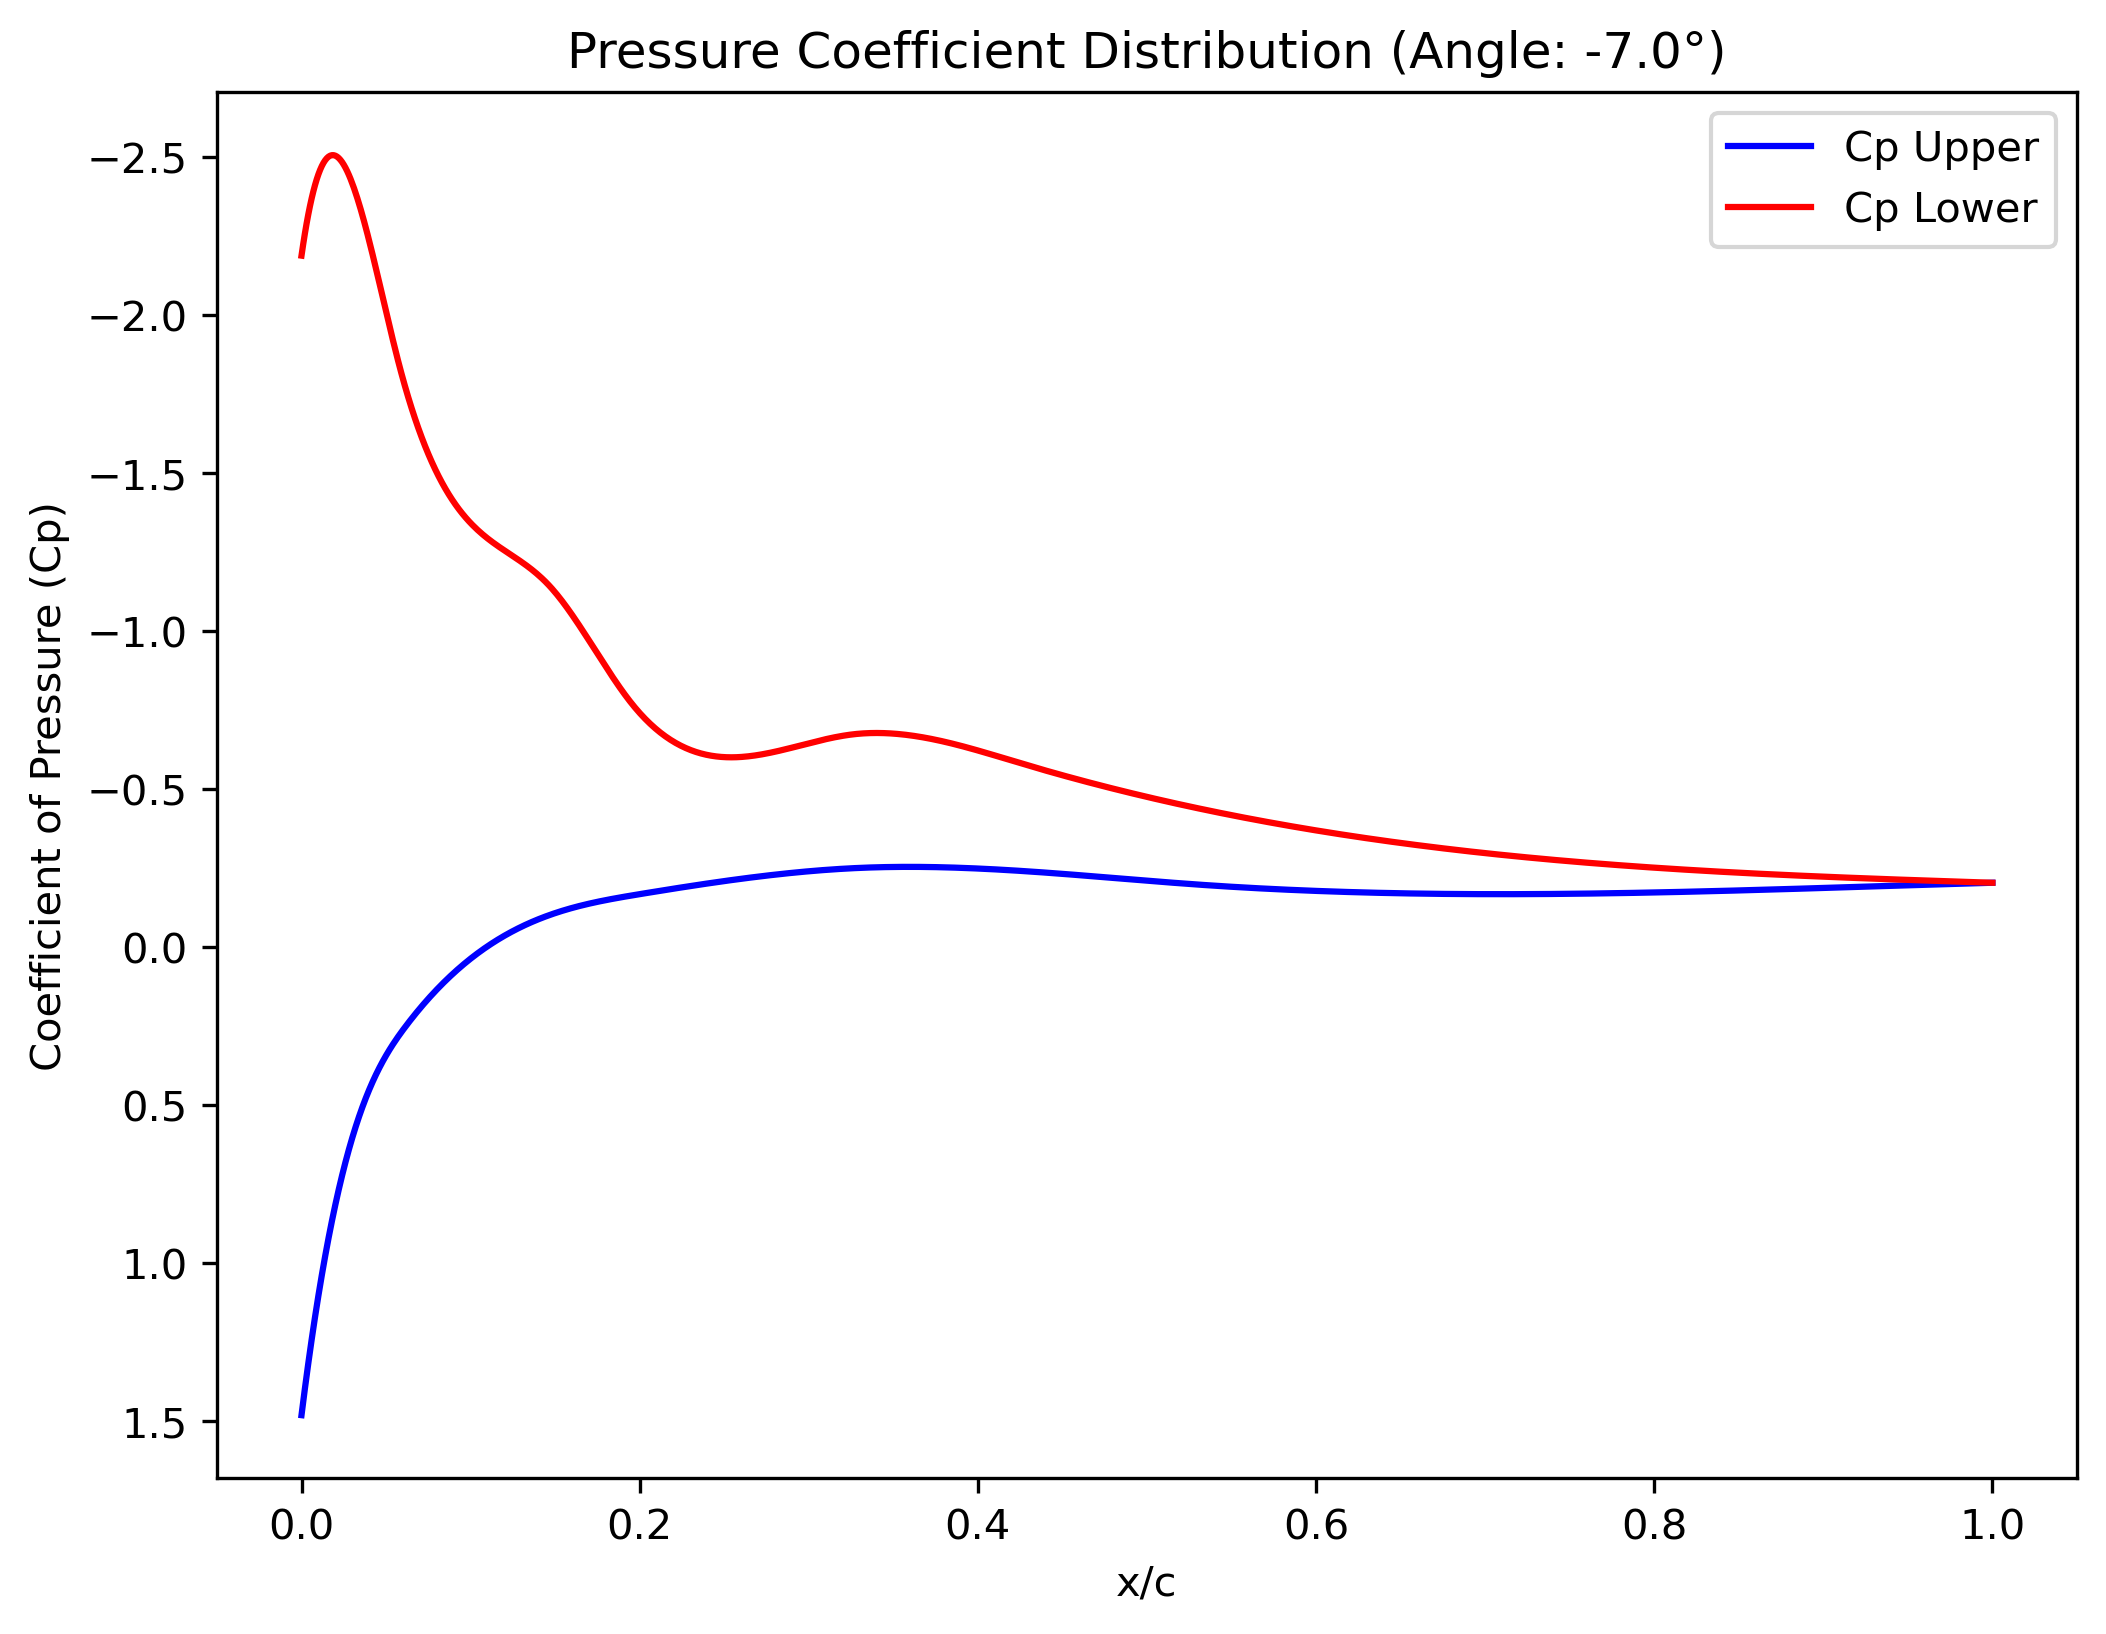 Pressure Coefficient Distribution (Angle: -7.0°)
Cp Upper
Cp Lower
Coefficient of Pressure (Cp)
−2.5
−2.0
−1.5
−1.0
−0.5
0.0
0.5
1.0
1.5
0.0 0.2 0.4 0.6 0.8 1.0
x/c